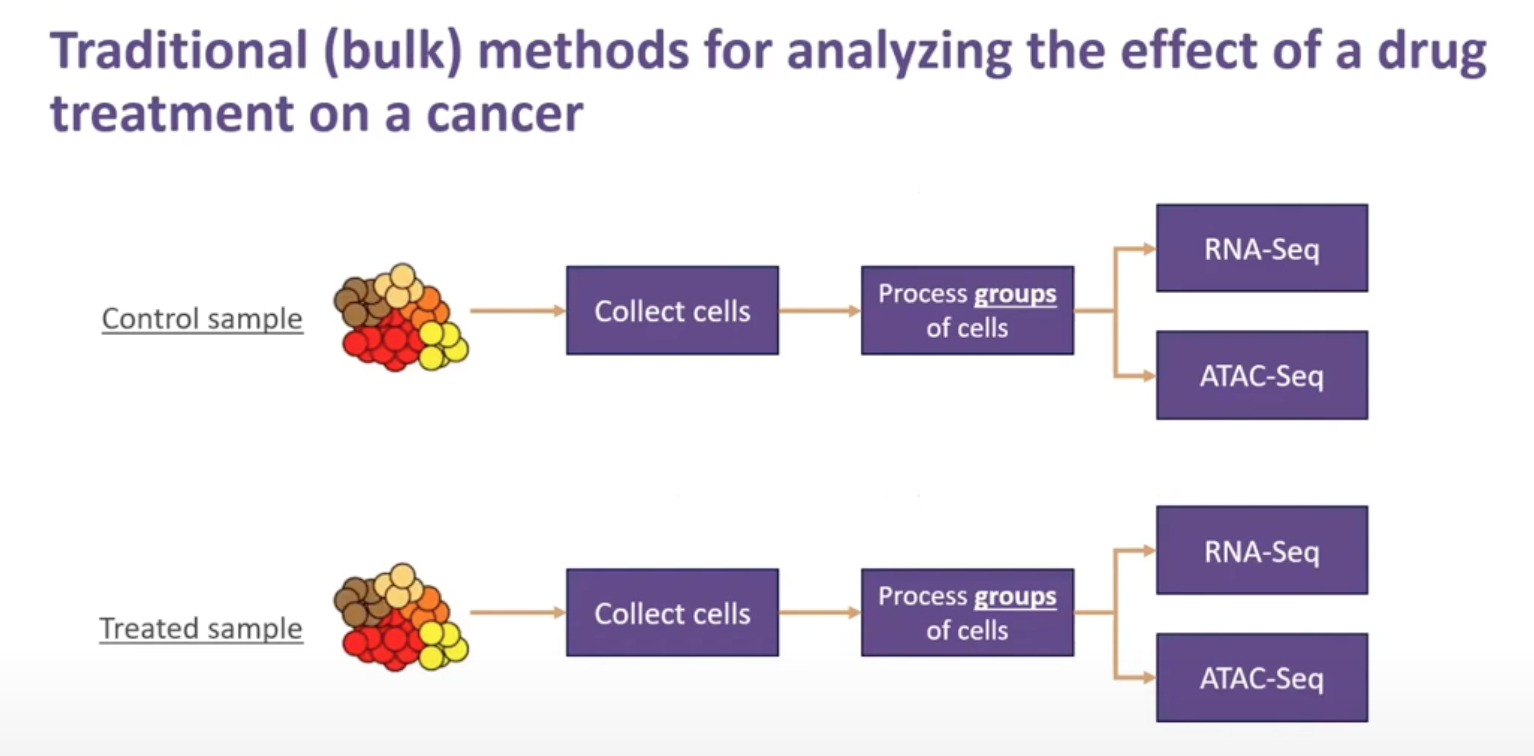 Traditional (bulk) methods for analyzing the effect of a drug
treatment on a cancer
Control sample
Collect cells
Process groups
of cells
RNA-Seq
ATAC-Seq
Treated sample
Collect cells
Process groups
of cells
RNA-Seq
ATAC-Seq